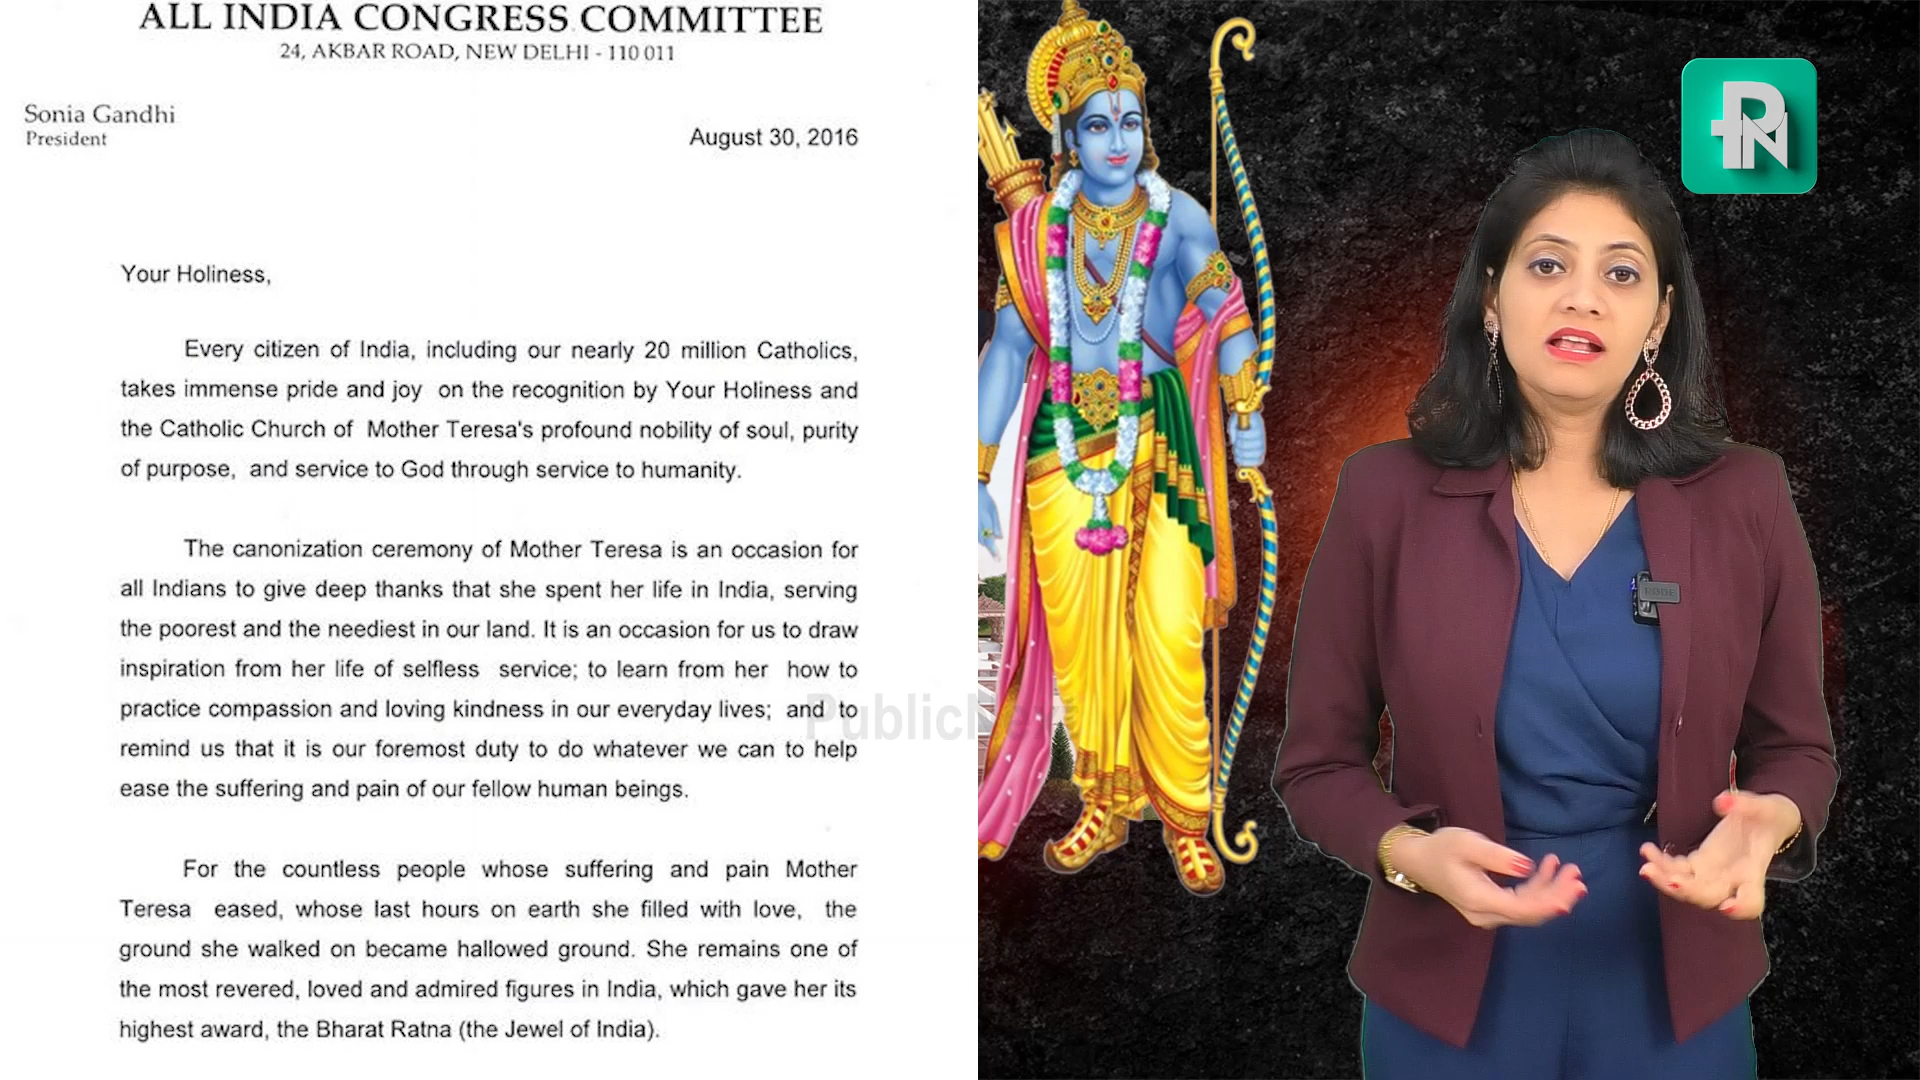 ALL INDIA CONGRESS COMMITTEE
24, AKBAR ROAD, NEW DELHI - 110 011
Sonia Gandhi
President
August 30, 2016
Your Holiness,
Every citizen of India, including our nearly 20 million Catholics,
takes immense pride and joy on the recognition by Your Holiness and
the Catholic Church of Mother Teresa's profound nobility of soul, purity
of purpose, and service to God through service to humanity.
The canonization ceremony of Mother Teresa is an occasion for
all Indians to give deep thanks that she spent her life in India, serving
the poorest and the neediest in our land. It is an occasion for us to draw
inspiration from her life of selfless service; to learn from her how to
practice compassion and loving kindness in our everyday lives; and to
remind us that it is our foremost duty to do whatever we can to help
ease the suffering and pain of our fellow human beings.
For the countless people whose suffering and pain Mother
Teresa eased, whose last hours on earth she filled with love, the
ground she walked on became hallowed ground. She remains one of
the most revered, loved and admired figures in India, which gave her its
highest award, the Bharat Ratna (the Jewel of India).
PublicNext
PN
RODE